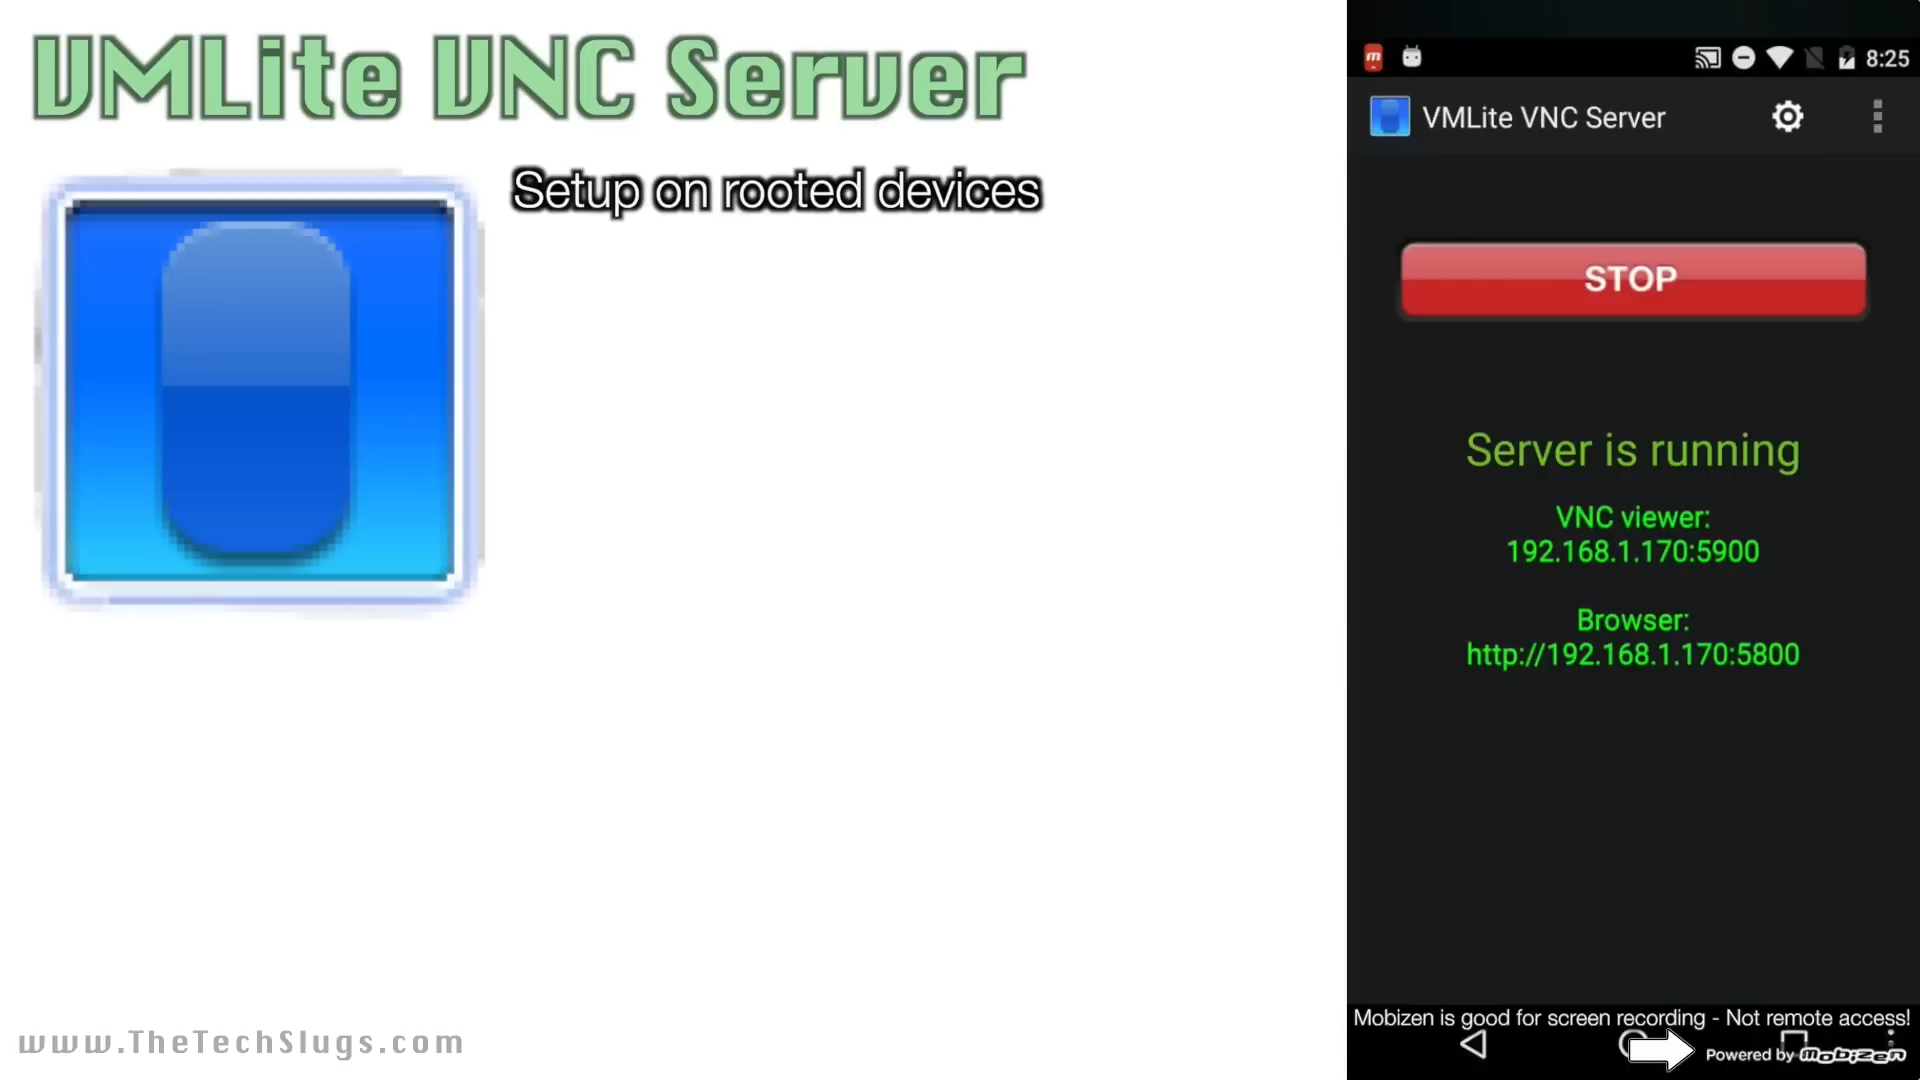 VMLite VNC Server
Setup on rooted devices
www.TheTechSlugs.com
m
8:25
VMLite VNC Server
STOP
Server is running
VNC viewer:
192.168.1.170:5900
Browser:
http://192.168.1.170:5800
Mobizen is good for screen recording - Not remote access!
Powered by mobizen